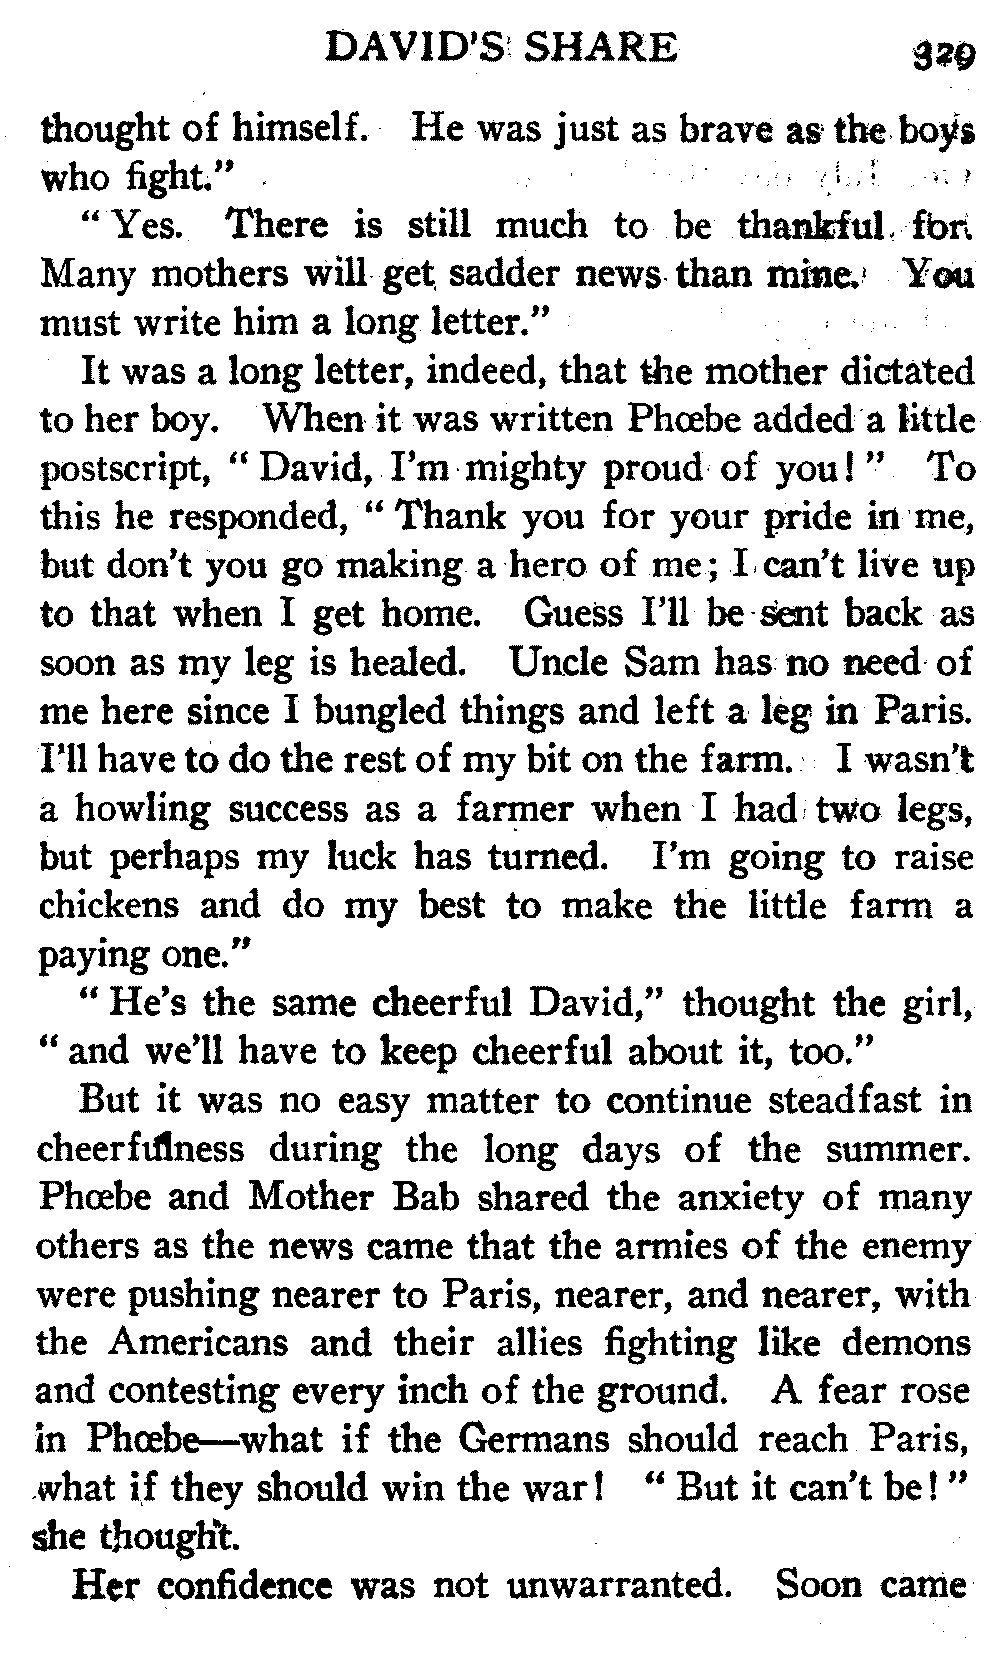 DAVID'S SHARE 329
thought of himself. He was just as brave as the boys
who fight."
" Yes. There is still much to be thankful for.
Many mothers will get sadder news than mine. You
must write him a long letter."
It was a long letter, indeed, that the mother dictated
to her boy. When it was written Phœbe added a little
postscript, " David, I'm mighty proud of you! " To
this he responded, " Thank you for your pride in me,
but don't you go making a hero of me; I can't live up
to that when I get home. Guess I'll be sent back as
soon as my leg is healed. Uncle Sam has no need of
me here since I bungled things and left a leg in Paris.
I'll have to do the rest of my bit on the farm. I wasn't
a howling success as a farmer when I had two legs,
but perhaps my luck has turned. I'm going to raise
chickens and do my best to make the little farm a
paying one."
" He's the same cheerful David," thought the girl,
" and we'll have to keep cheerful about it, too."
But it was no easy matter to continue steadfast in
cheerfulness during the long days of the summer.
Phœbe and Mother Bab shared the anxiety of many
others as the news came that the armies of the enemy
were pushing nearer to Paris, nearer, and nearer, with
the Americans and their allies fighting like demons
and contesting every inch of the ground. A fear rose
in Phœbe—what if the Germans should reach Paris,
what if they should win the war! " But it can't be! "
she thought.
Her confidence was not unwarranted. Soon came